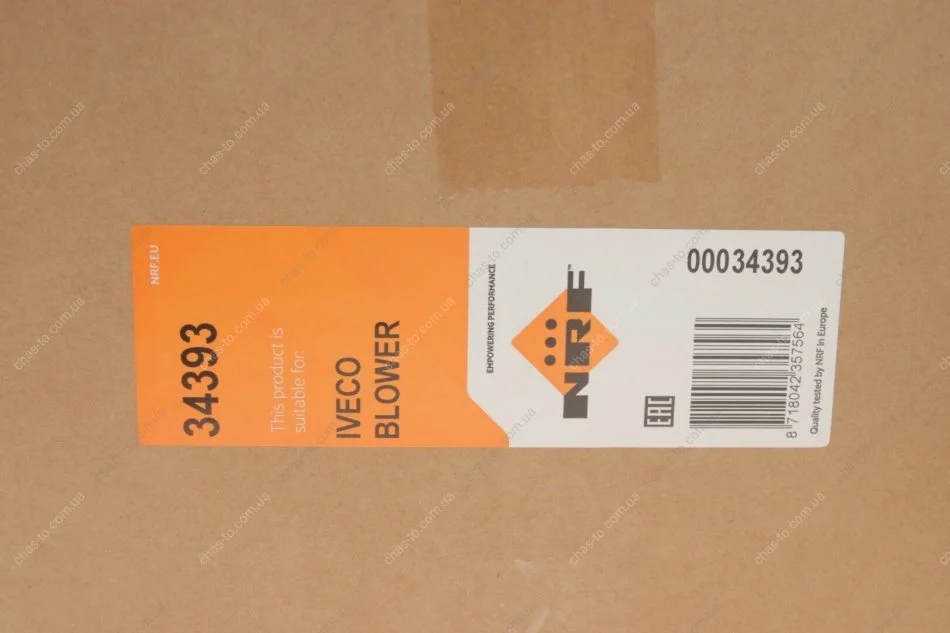 NRF.EU
34393
This product is
suitable for:
IVECO
BLOWER
EMPOWERING PERFORMANCE
NRF™
00034393
EAC
8 718042 357564
Quality tested by NRF in Europe
chas-to.com.ua